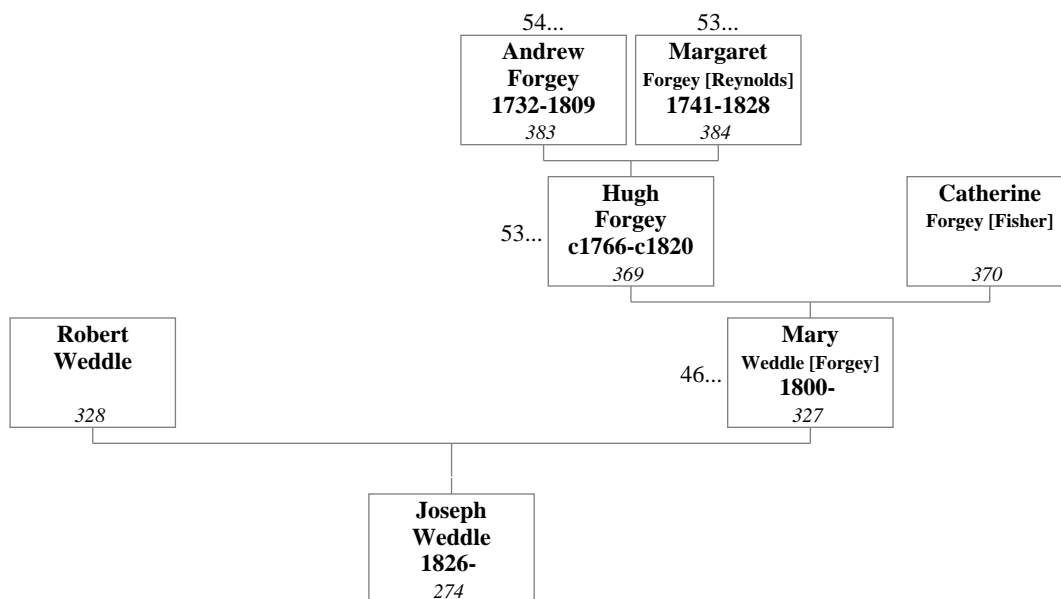 54...
53...
Andrew
Forgey
1732-1809
383
Margaret
Forgey [Reynolds]
1741-1828
384
53...
Hugh
Forgey
c1766-c1820
369
Catherine
Forgey [Fisher]
370
Robert
Weddle
328
46...
Mary
Weddle [Forgey]
1800-
327
Joseph
Weddle
1826-
274